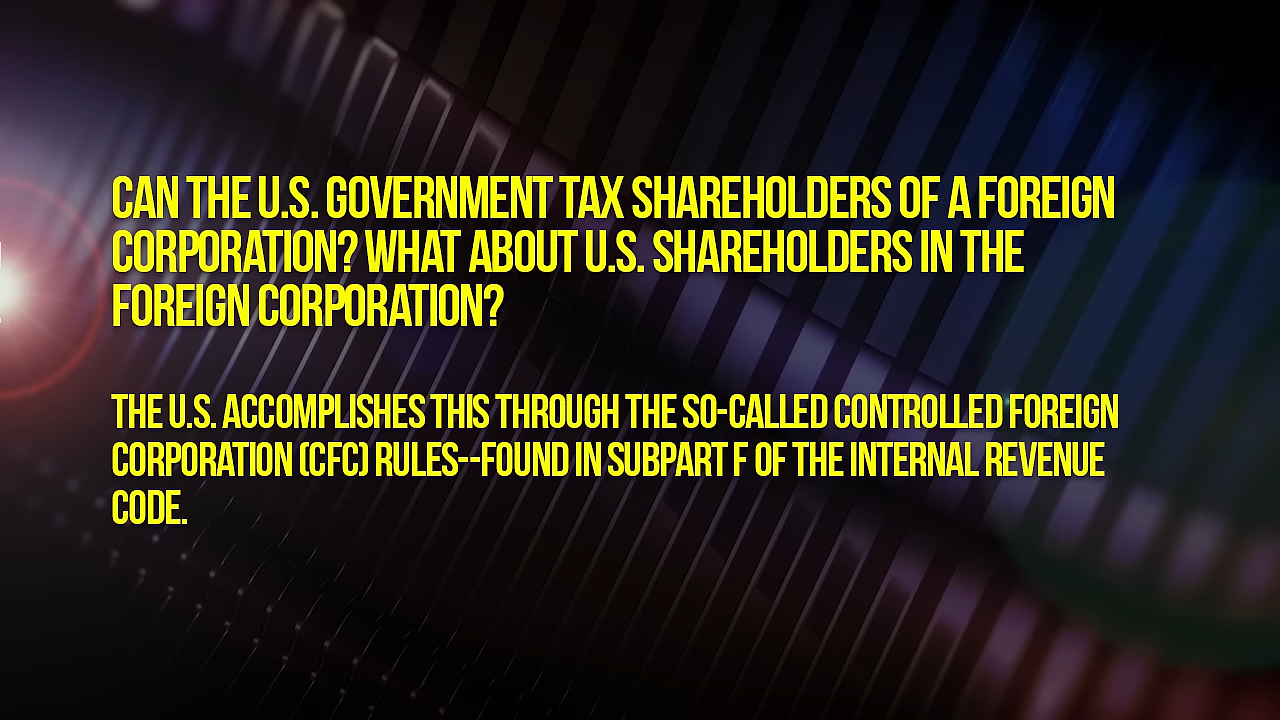 CAN THE U.S. GOVERNMENT TAX SHAREHOLDERS OF A FOREIGN
CORPORATION? WHAT ABOUT U.S. SHAREHOLDERS IN THE
FOREIGN CORPORATION?
THE U.S. ACCOMPLISHES THIS THROUGH THE SO-CALLED CONTROLLED FOREIGN
CORPORATION (CFC) RULES--FOUND IN SUBPART F OF THE INTERNAL REVENUE
CODE.